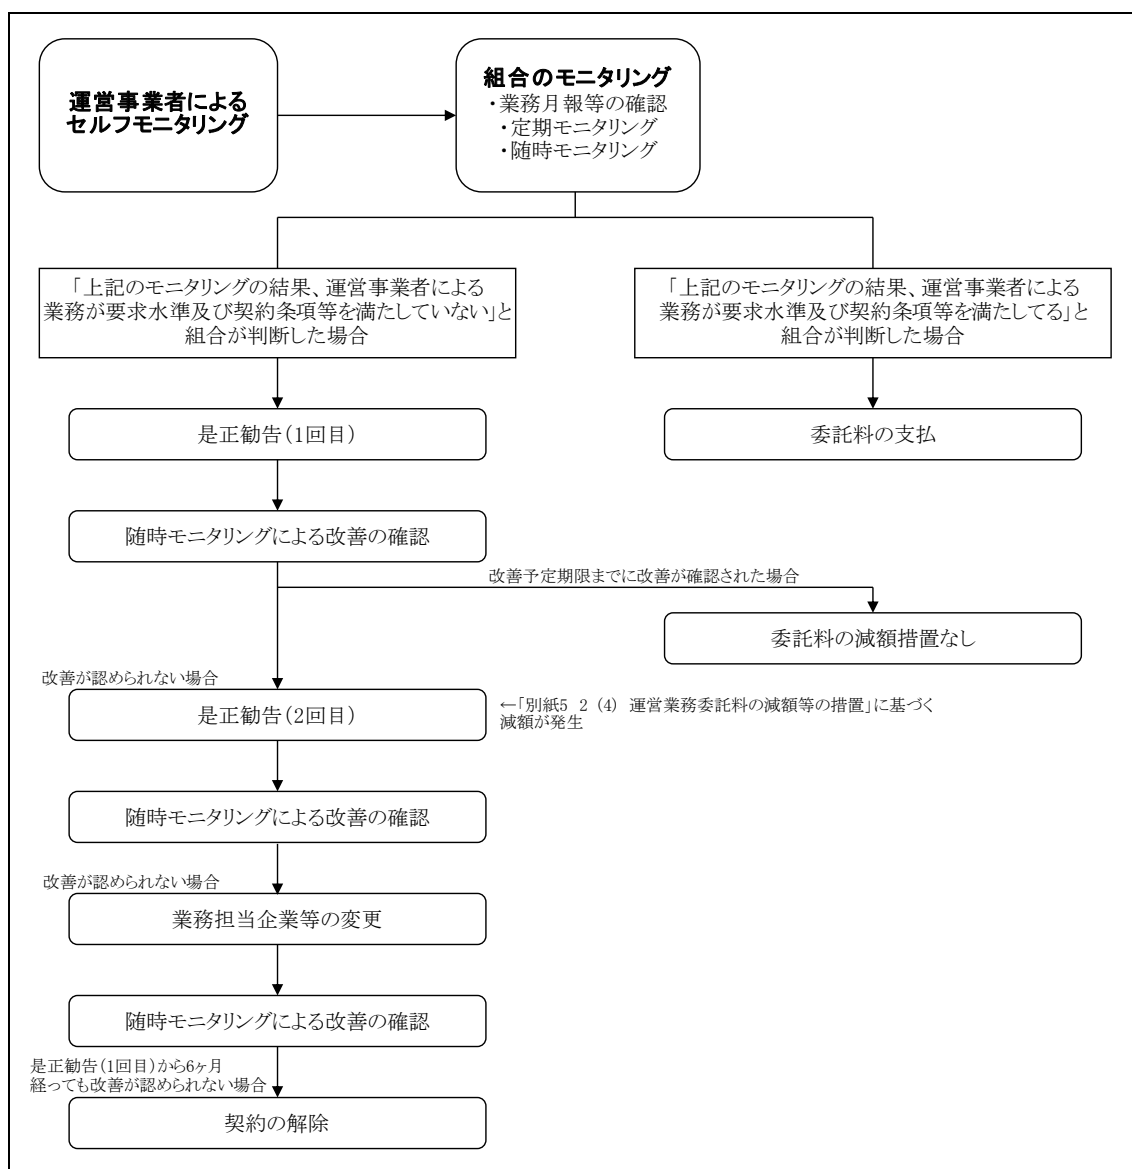 運営事業者による
セルフモニタリング
組合のモニタリング
・業務月報等の確認
・定期モニタリング
・随時モニタリング
「上記のモニタリングの結果、運営事業者による
業務が要求水準及び契約条項等を満たしていない」と
組合が判断した場合
「上記のモニタリングの結果、運営事業者による
業務が要求水準及び契約条項等を満たしてる」と
組合が判断した場合
是正勧告(1回目)
委託料の支払
随時モニタリングによる改善の確認
改善予定期限までに改善が確認された場合
委託料の減額措置なし
改善が認められない場合
是正勧告(2回目)
←「別紙5 2 (4) 運営業務委託料の減額等の措置」に基づく
減額が発生
随時モニタリングによる改善の確認
改善が認められない場合
業務担当企業等の変更
随時モニタリングによる改善の確認
是正勧告(1回目)から6ヶ月
経っても改善が認められない場合
契約の解除